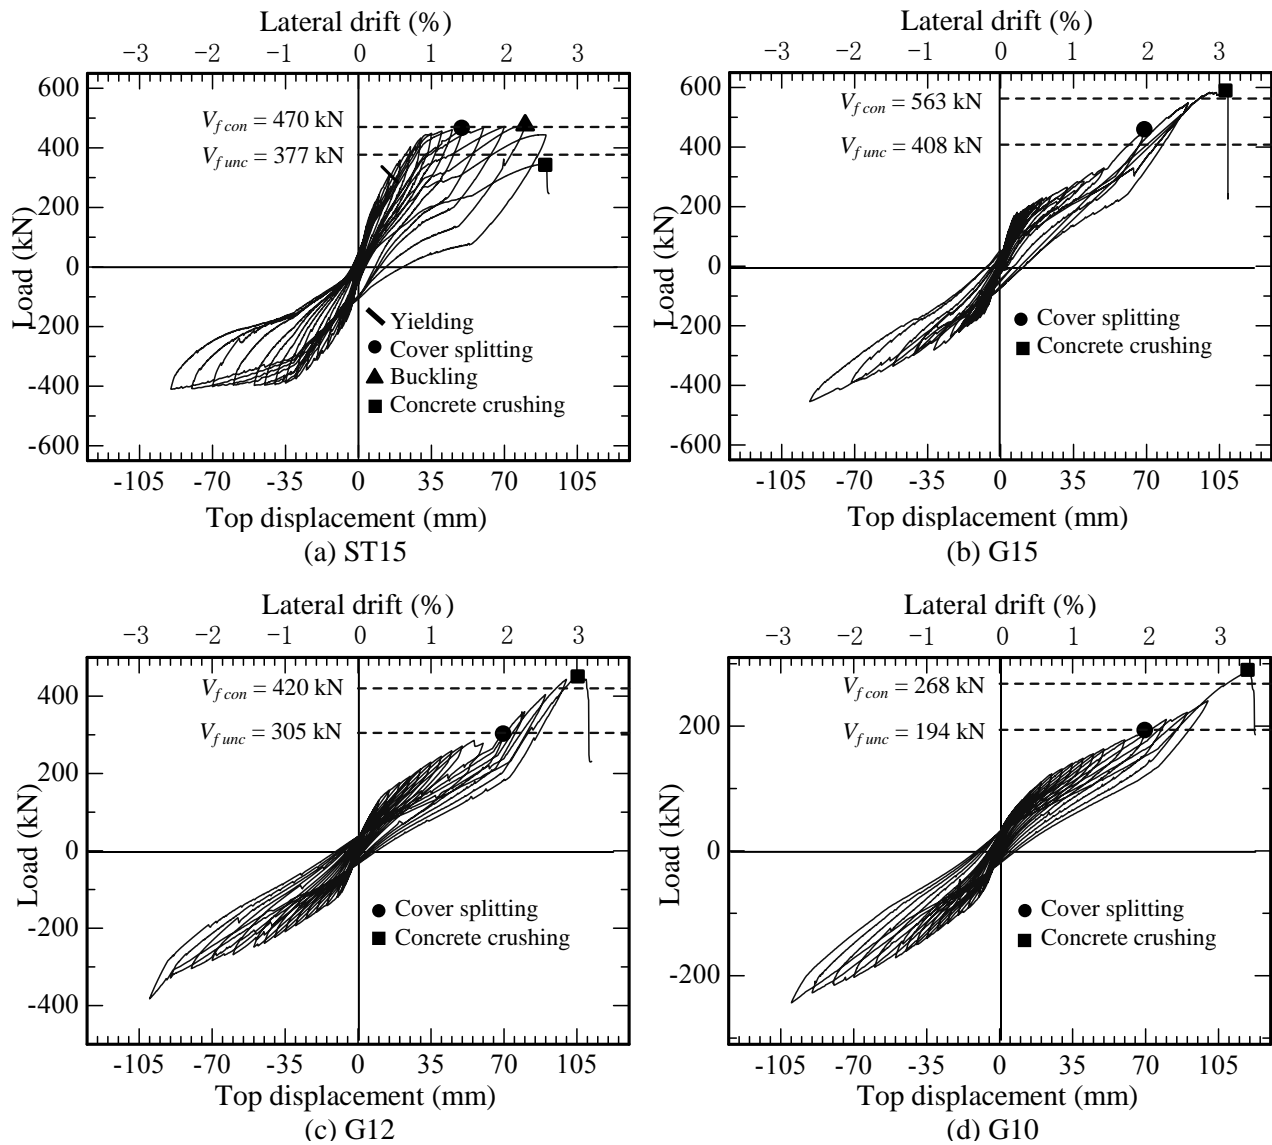 Lateral drift (%)
-3 -2 -1 0 1 2 3
600
400
200
0
-200
-400
-600
Load (kN)
V_{f con} = 470 kN
V_{f unc} = 377 kN
Yielding
Cover splitting
Buckling
Concrete crushing
-105 -70 -35 0 35 70 105
Top displacement (mm)
(a) ST15
Lateral drift (%)
-3 -2 -1 0 1 2 3
600
400
200
0
-200
-400
-600
Load (kN)
V_{f con} = 563 kN
V_{f unc} = 408 kN
Cover splitting
Concrete crushing
-105 -70 -35 0 35 70 105
Top displacement (mm)
(b) G15
Lateral drift (%)
-3 -2 -1 0 1 2 3
400
200
0
-200
-400
Load (kN)
V_{f con} = 420 kN
V_{f unc} = 305 kN
Cover splitting
Concrete crushing
-105 -70 -35 0 35 70 105
Top displacement (mm)
(c) G12
Lateral drift (%)
-3 -2 -1 0 1 2 3
200
0
-200
Load (kN)
V_{f con} = 268 kN
V_{f unc} = 194 kN
Cover splitting
Concrete crushing
-105 -70 -35 0 35 70 105
Top displacement (mm)
(d) G10